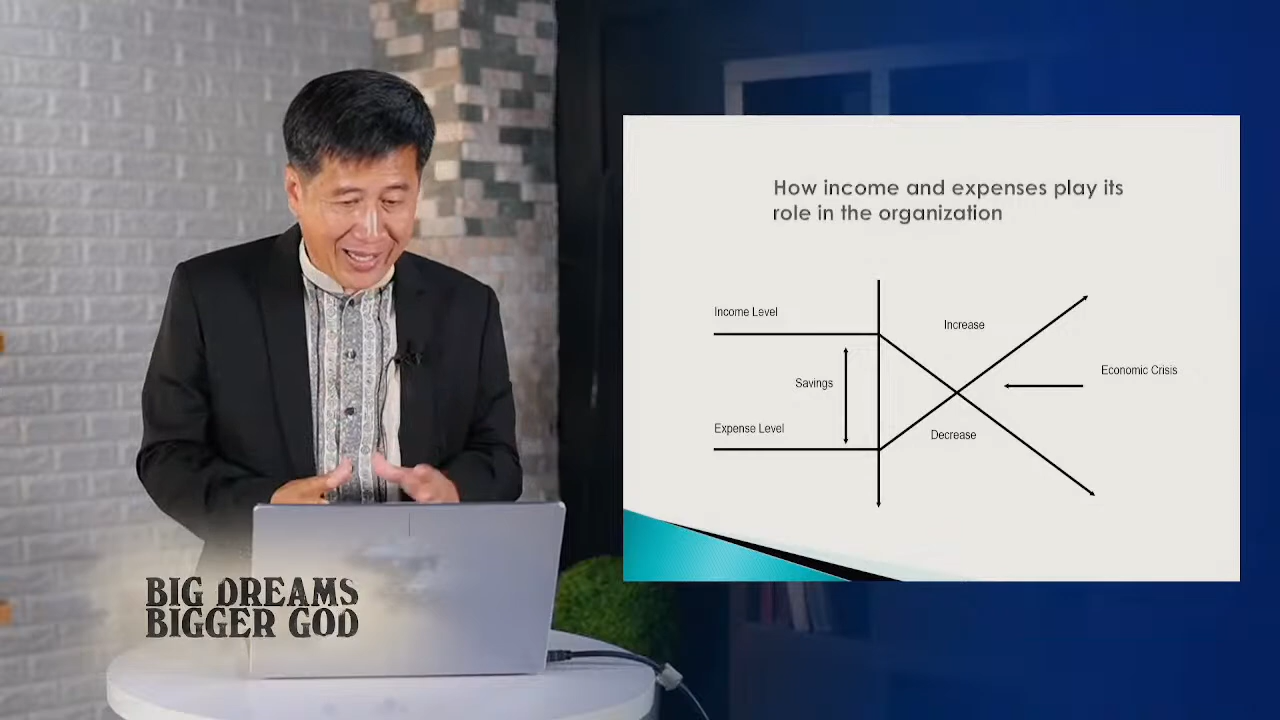 How income and expenses play its
role in the organization
Income Level
Increase
Economic Crisis
Savings
Expense Level
Decrease
BIG DREAMS
BIGGER GOD